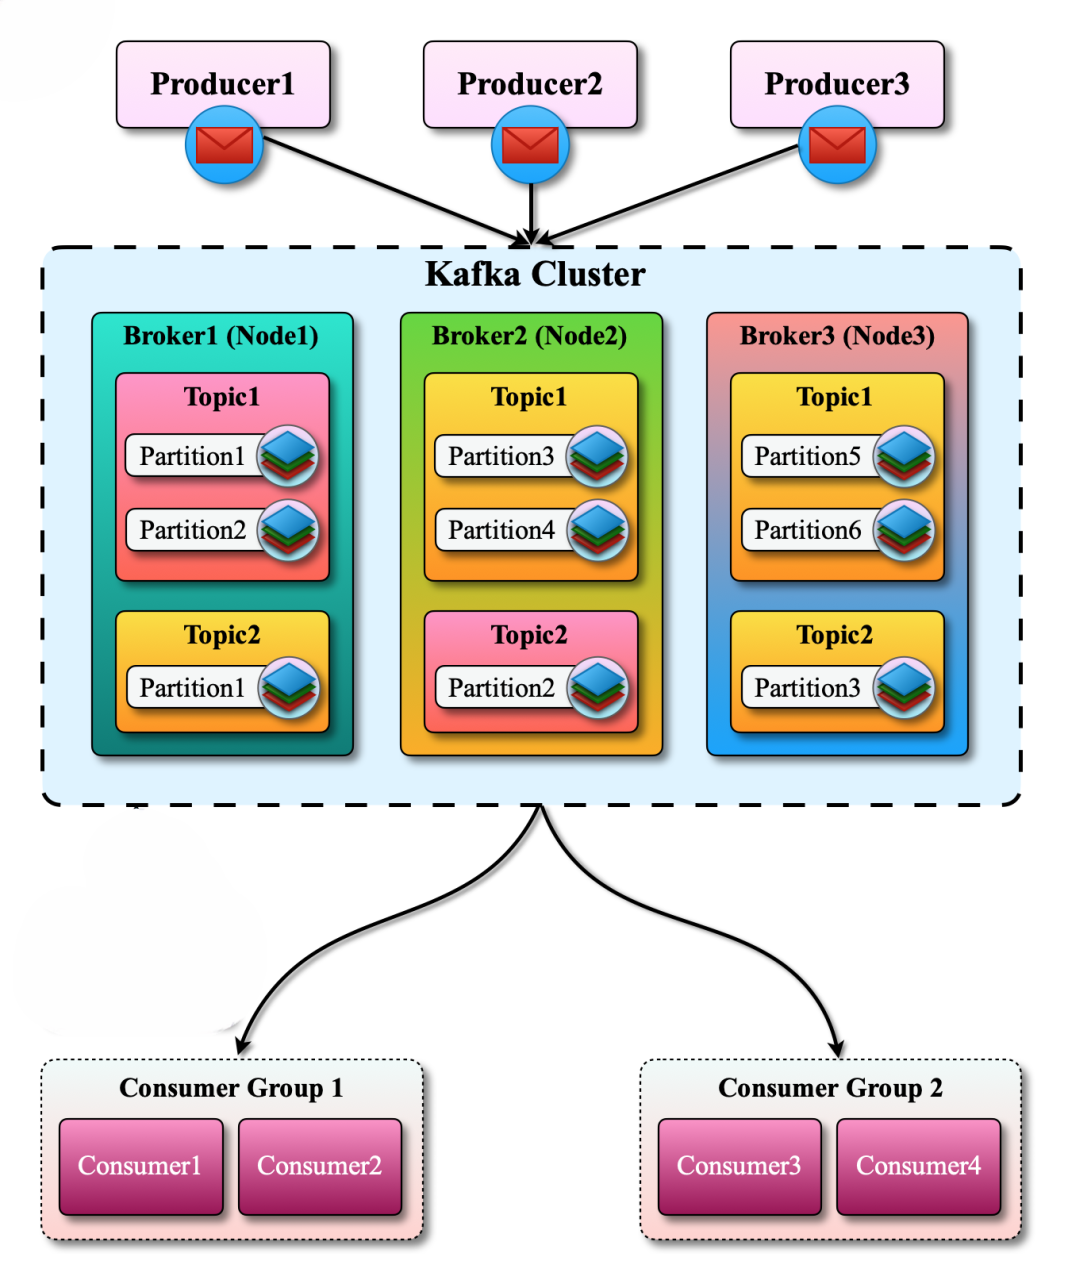 Producer1
Producer2
Producer3
Kafka Cluster
Broker1 (Node1)
Topic1
Partition1
Partition2
Topic2
Partition1
Broker2 (Node2)
Topic1
Partition3
Partition4
Topic2
Partition2
Broker3 (Node3)
Topic1
Partition5
Partition6
Topic2
Partition3
Consumer Group 1
Consumer1
Consumer2
Consumer Group 2
Consumer3
Consumer4